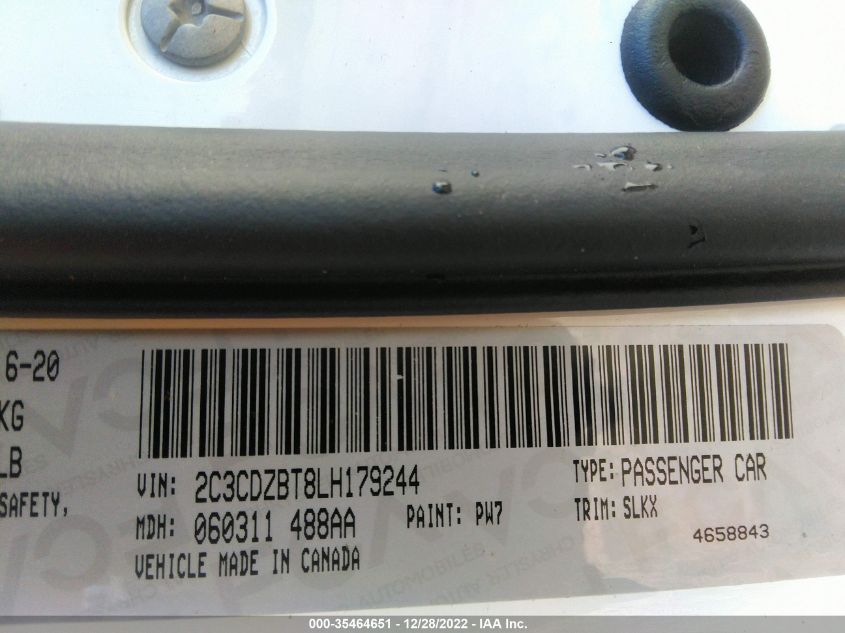 6-20
KG
LB
SAFETY,
VIN: 2C3CDZBT8LH179244
TYPE: PASSENGER CAR
MDH: 060311 488AA
PAINT: PW7
TRIM: SLKX
VEHICLE MADE IN CANADA
4658843
000-35464651 - 12/28/2022 - IAA Inc.